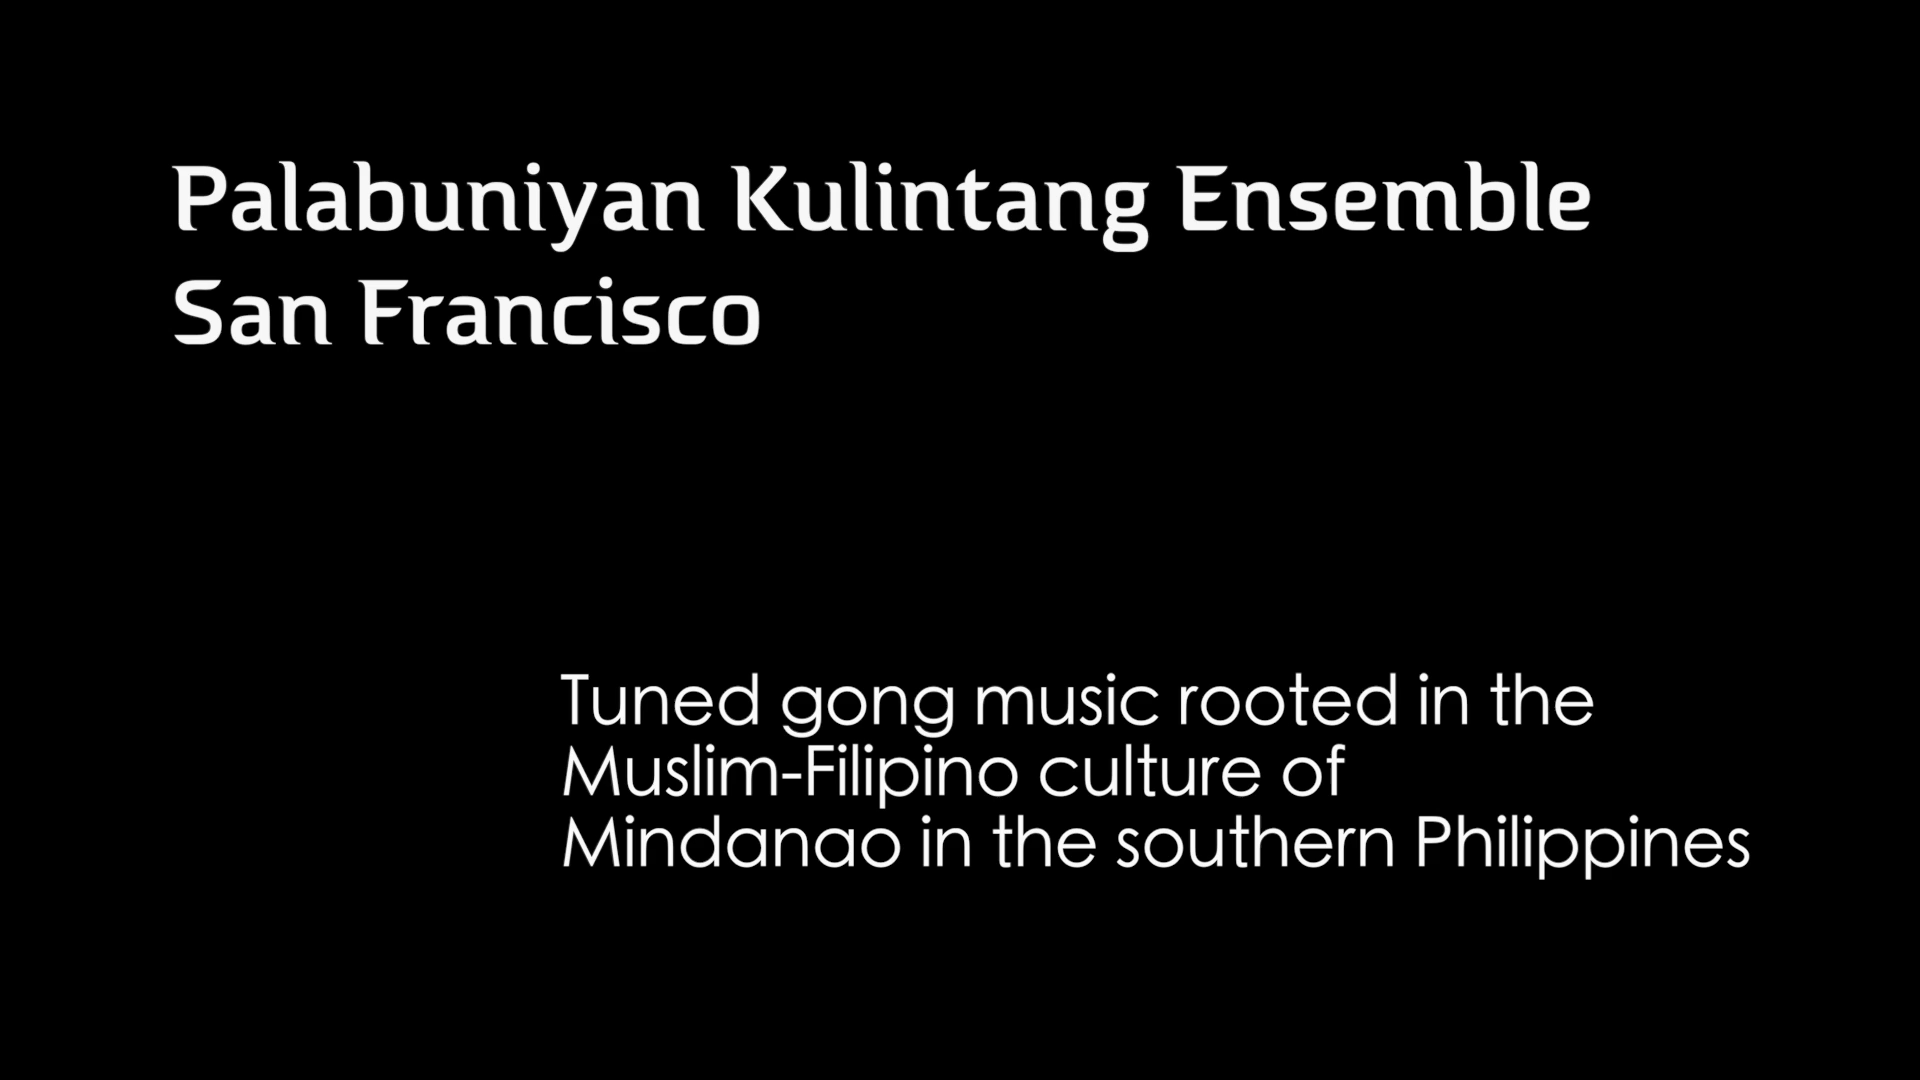 Palabuniyan Kulintang Ensemble
San Francisco
Tuned gong music rooted in the
Muslim-Filipino culture of
Mindanao in the southern Philippines